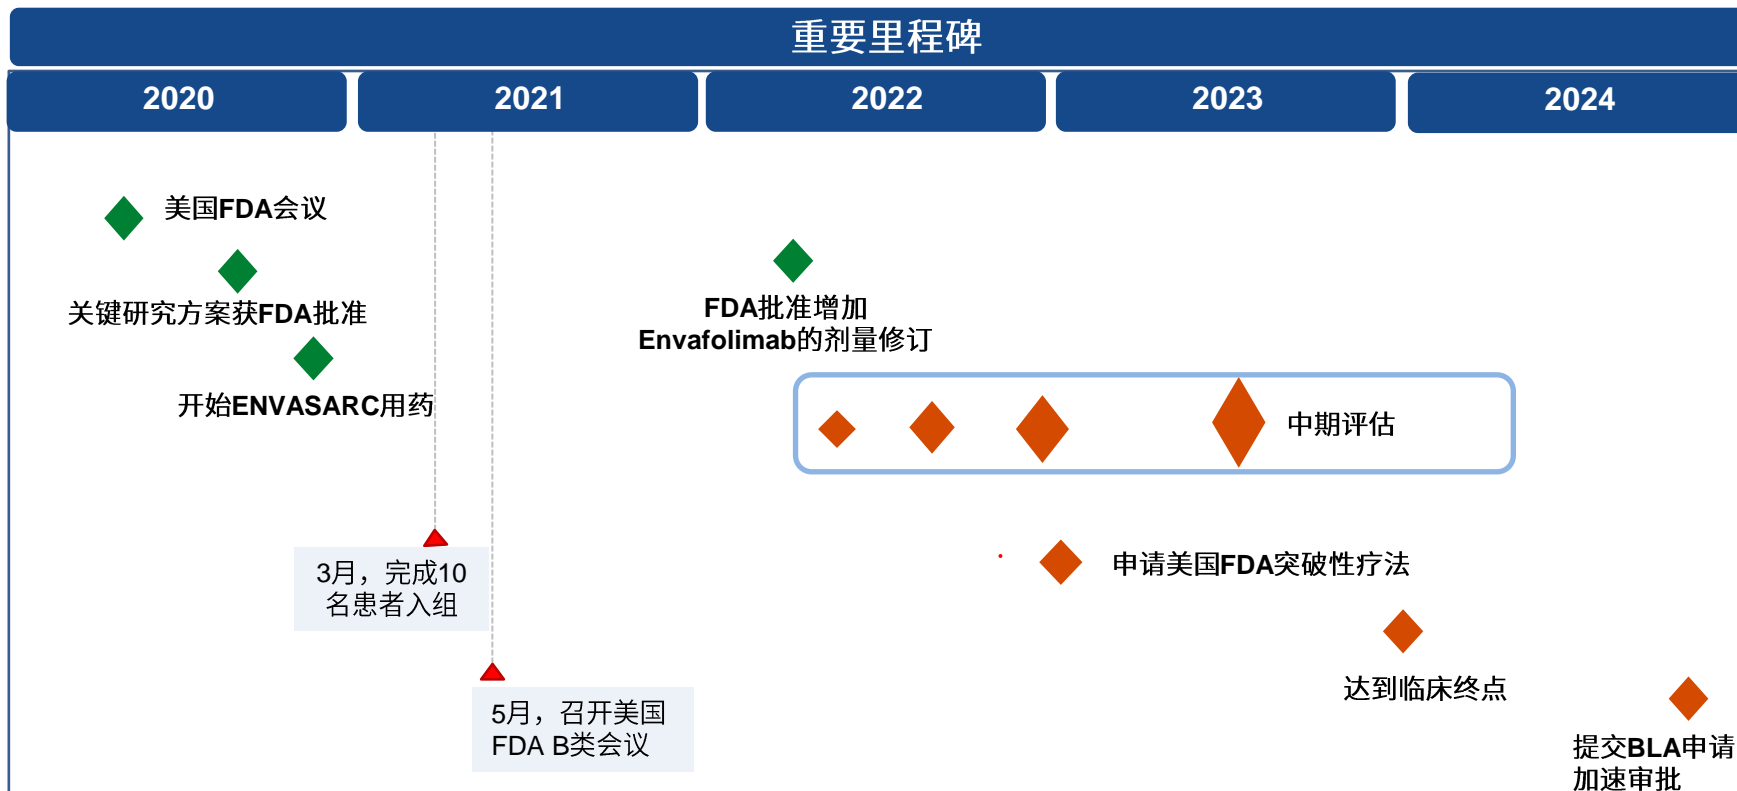 重要里程碑
2020
2021
2022
2023
2024
美国FDA会议
关键研究方案获FDA批准
开始ENVASARC用药
FDA批准增加
Envafolimab的剂量修订
中期评估
3月，完成10
名患者入组
申请美国FDA突破性疗法
达到临床终点
5月，召开美国
FDA B类会议
提交BLA申请
加速审批